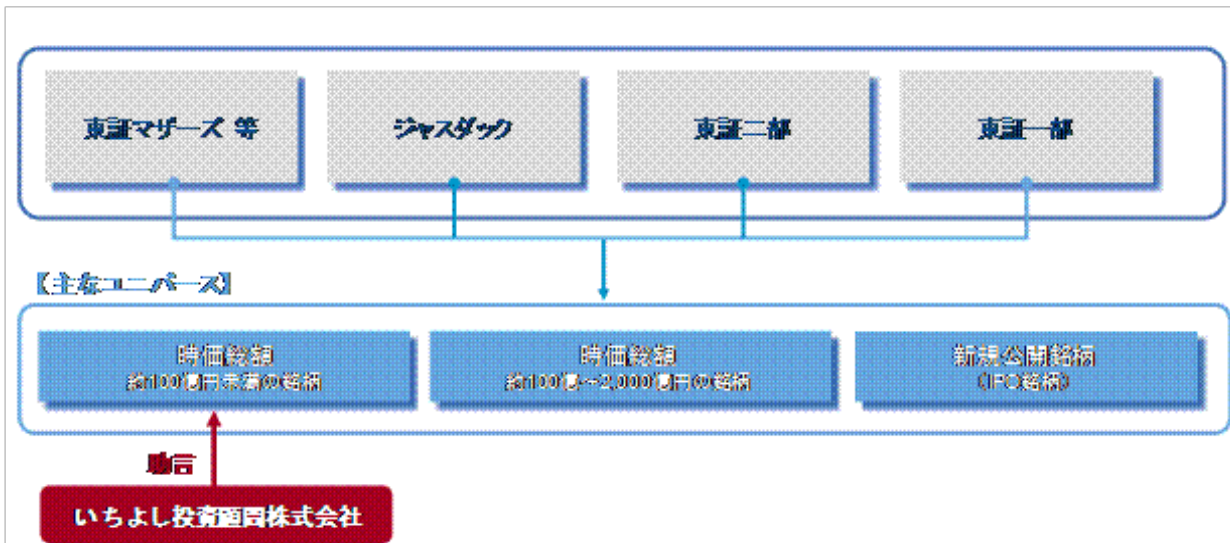 東証マザーズ 等
ジャスダック
東証二部
東証一部
【主なユニバース】
時価総額
約100億円未満の銘柄
時価総額
約100億~2,000億円の銘柄
新規公開銘柄
(IPO銘柄)
助言
いちよし投資顧問株式会社